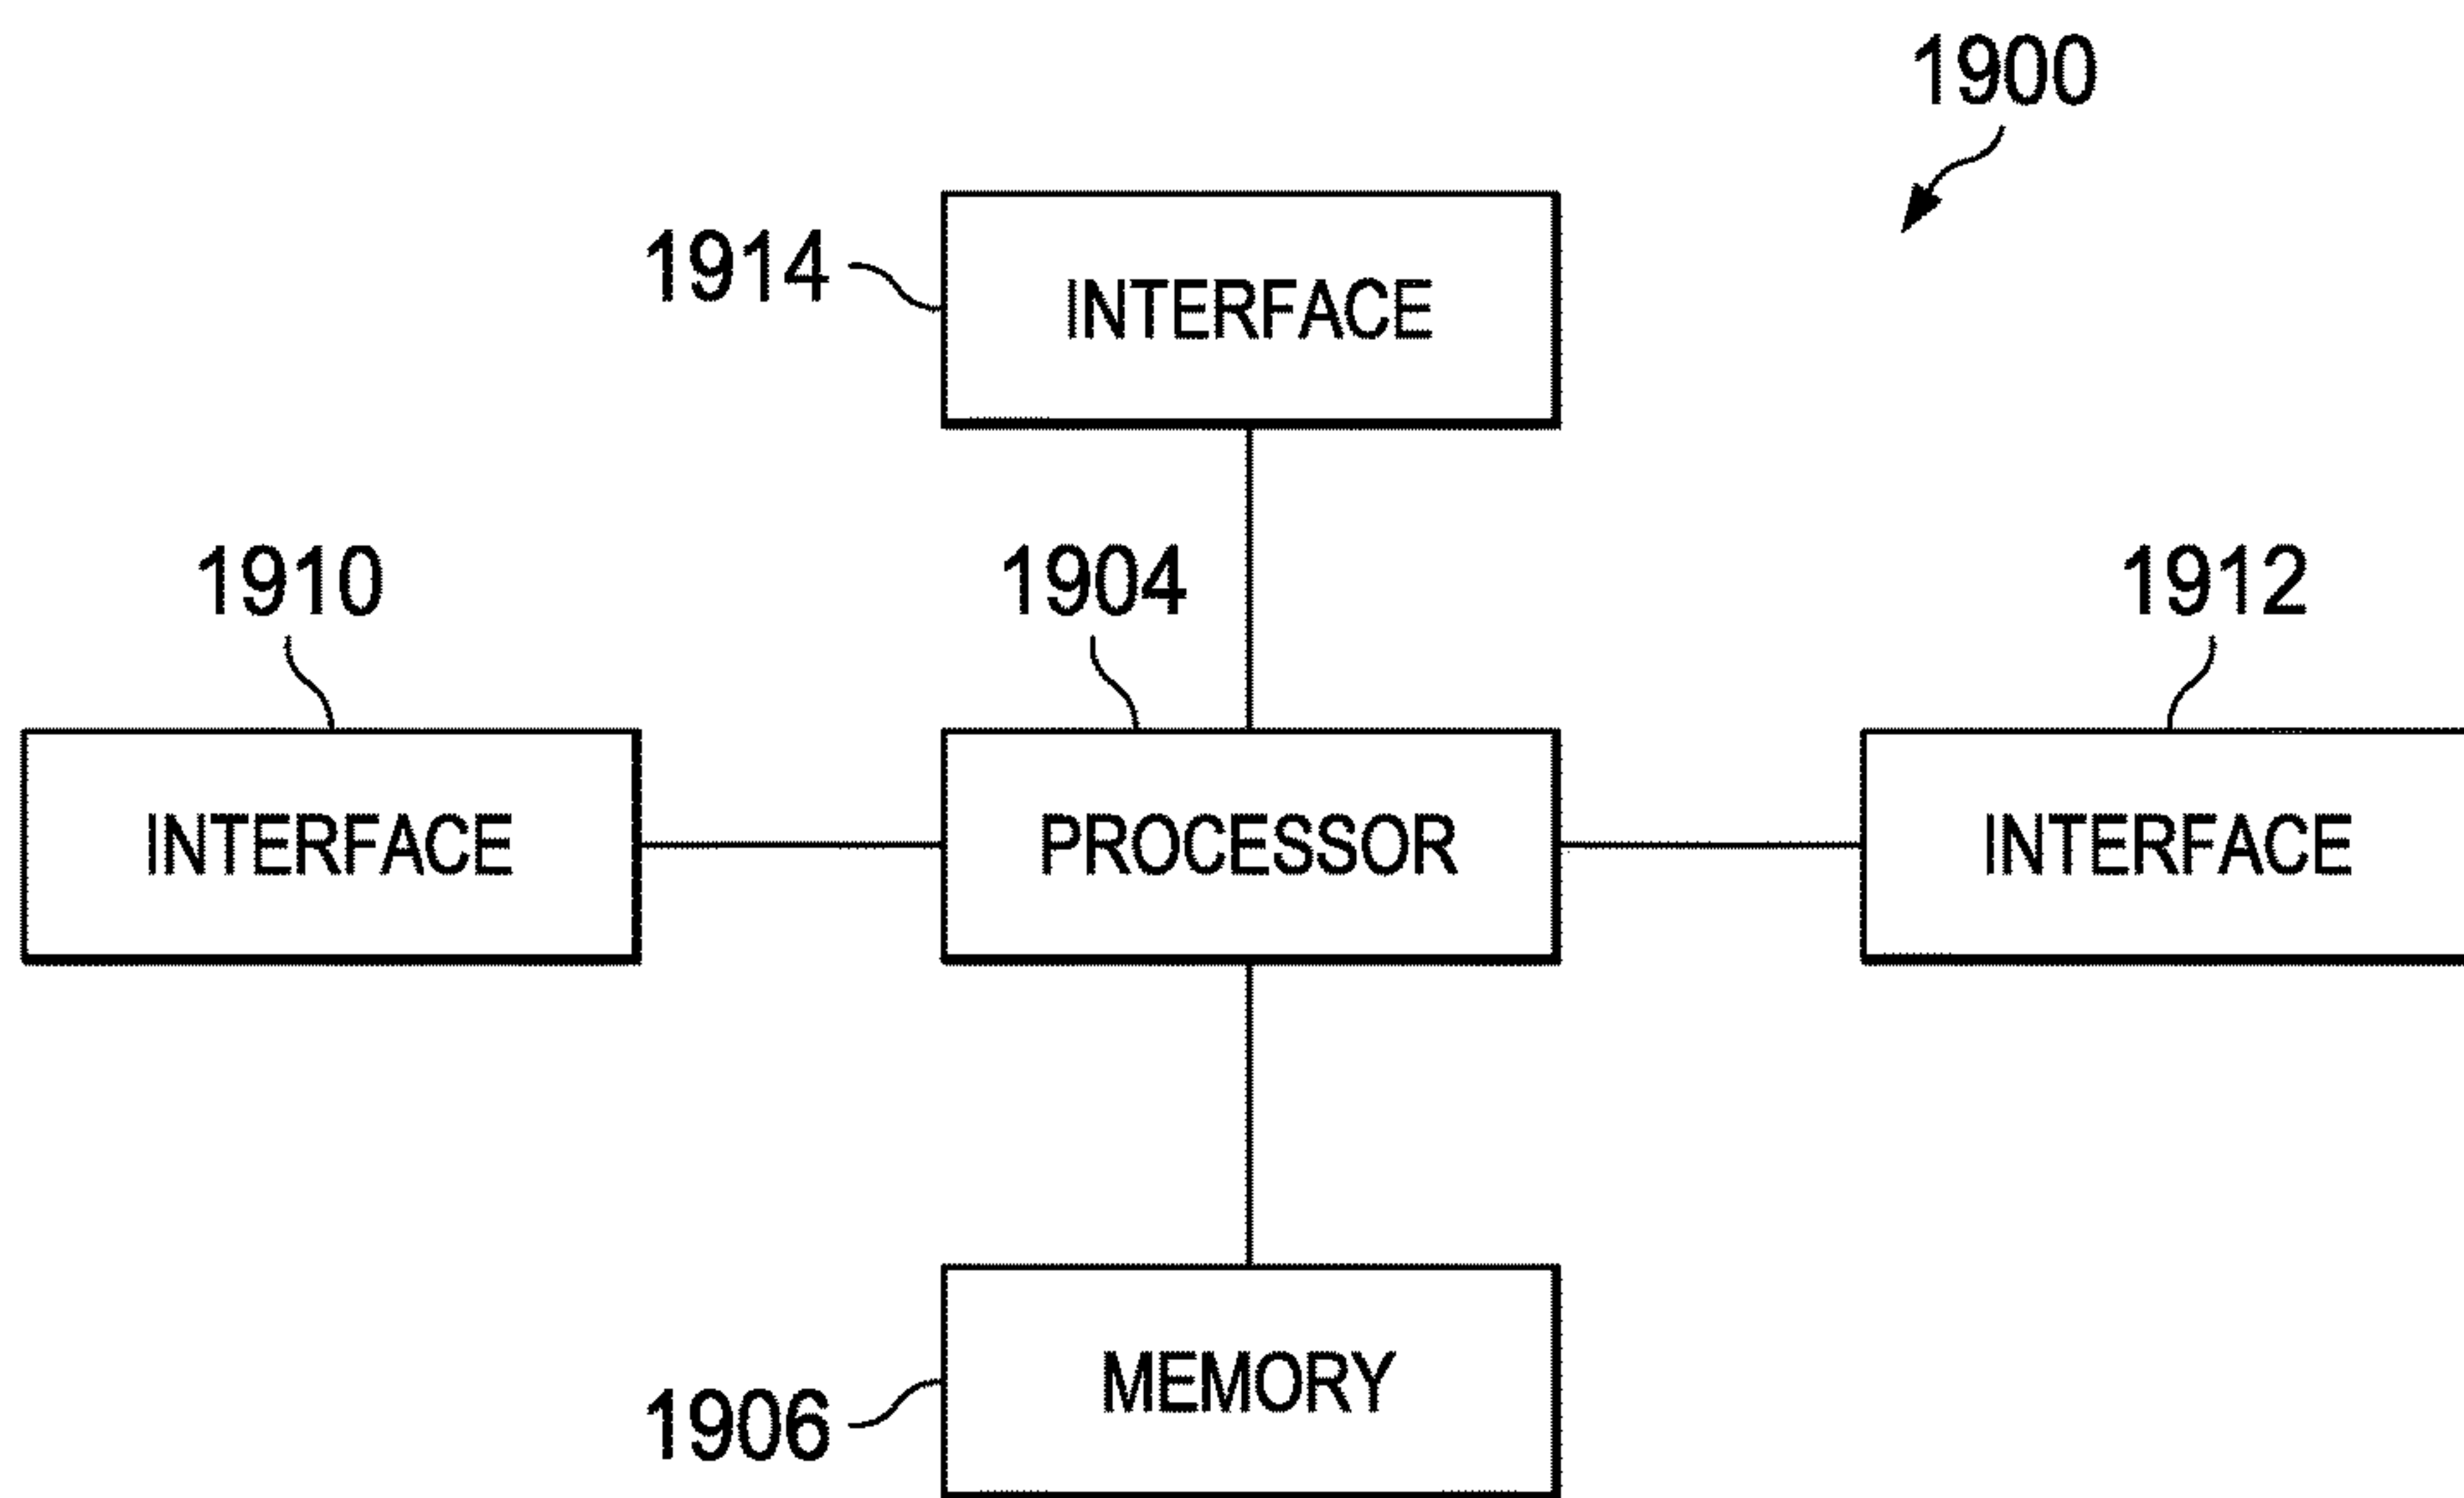 1900
1914
INTERFACE
1910
1904
1912
INTERFACE
PROCESSOR
INTERFACE
MEMORY
1906